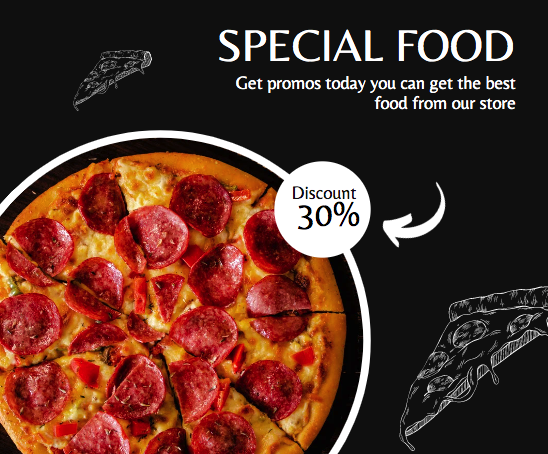 SPECIAL FOOD
Get promos today you can get the best
food from our store
Discount
30%